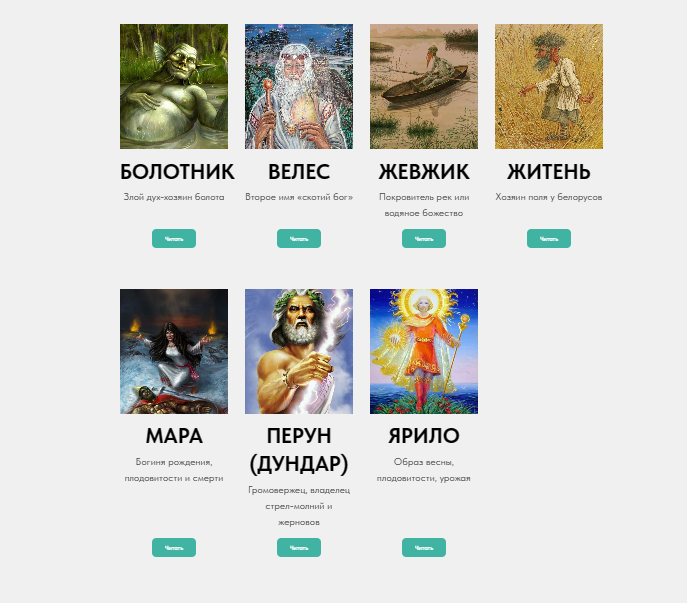 БОЛОТНИК
Злой дух-хозяин болота
Читать
ВЕЛЕС
Второе имя «скотий бог»
Читать
ЖЕВЖИК
Покровитель рек или
водяное божество
Читать
ЖИТЕНЬ
Хозяин поля у белорусов
Читать
МАРА
Богиня рождения,
плодовитости и смерти
Читать
ПЕРУН
(ДУНДАР)
Громовержец, владелец
стрел-молний и
жерновов
Читать
ЯРИЛО
Образ весны,
плодовитости, урожая
Читать